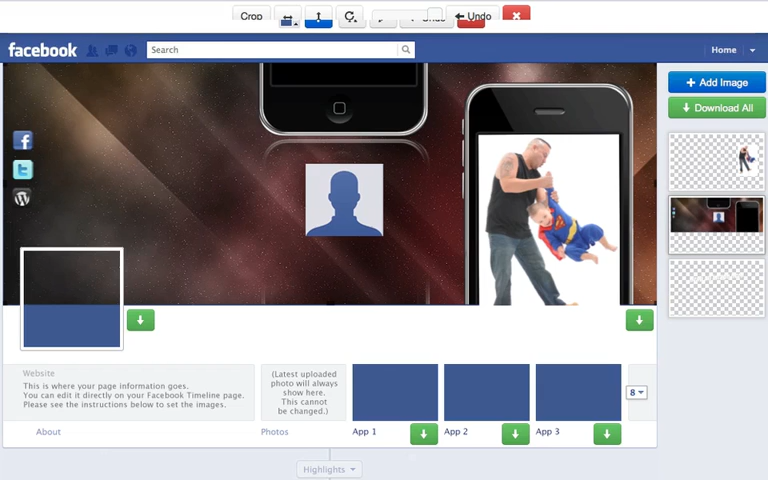 Crop
Undo
Undo
facebook
Search
Home
Add Image
Download All
Website
This is where your page information goes.
You can edit it directly on your Facebook Timeline page.
Please see the instructions below to set the images.
(Latest uploaded
photo will always
show here.
This cannot
be changed.)
8
About
Photos
App 1
App 2
App 3
Highlights